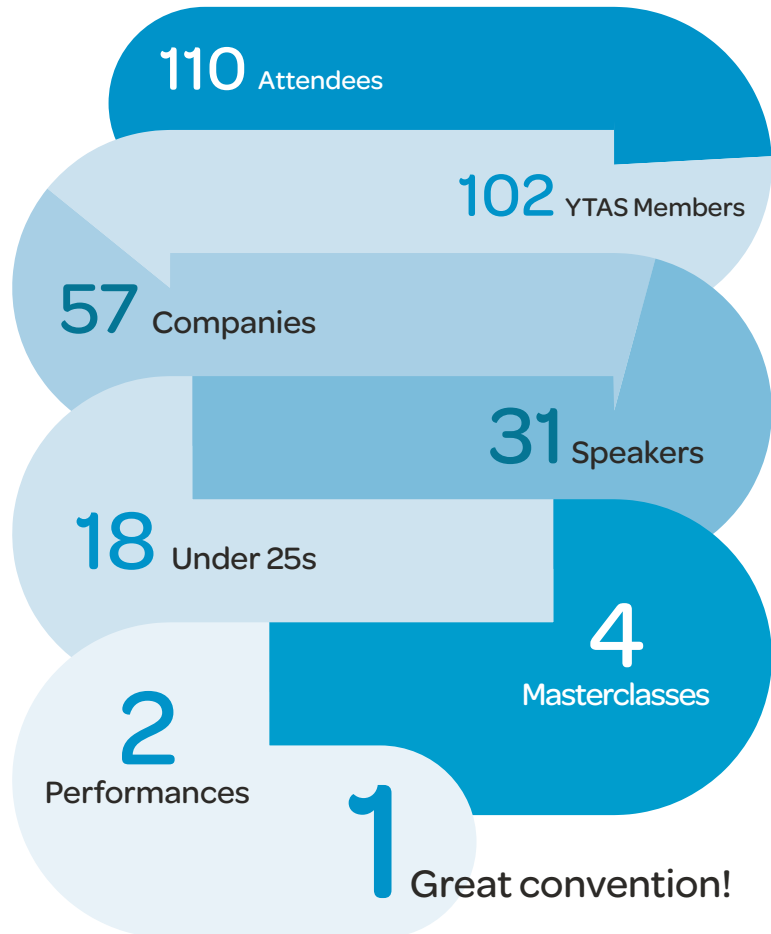 110 Attendees
102 YTAS Members
57 Companies
31 Speakers
18 Under 25s
4
Masterclasses
2
Performances
1 Great convention!